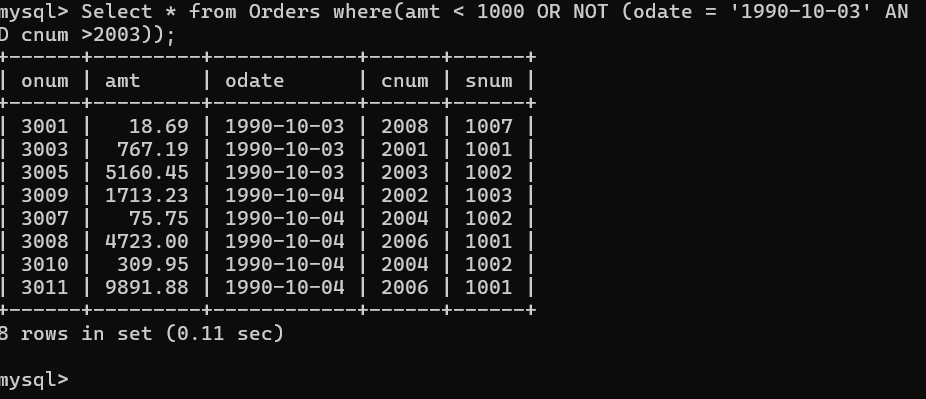 mysql> Select * from Orders where(amt < 1000 OR NOT (odate = '1990-10-03' AN
D cnum >2003));
+------+---------+------------+------+------+
| onum | amt     | odate      | cnum | snum |
+------+---------+------------+------+------+
| 3001 |   18.69 | 1990-10-03 | 2008 | 1007 |
| 3003 |  767.19 | 1990-10-03 | 2001 | 1001 |
| 3005 | 5160.45 | 1990-10-03 | 2003 | 1002 |
| 3009 | 1713.23 | 1990-10-04 | 2002 | 1003 |
| 3007 |   75.75 | 1990-10-04 | 2004 | 1002 |
| 3008 | 4723.00 | 1990-10-04 | 2006 | 1001 |
| 3010 |  309.95 | 1990-10-04 | 2004 | 1002 |
| 3011 | 9891.88 | 1990-10-04 | 2006 | 1001 |
+------+---------+------------+------+------+
8 rows in set (0.11 sec)
mysql>